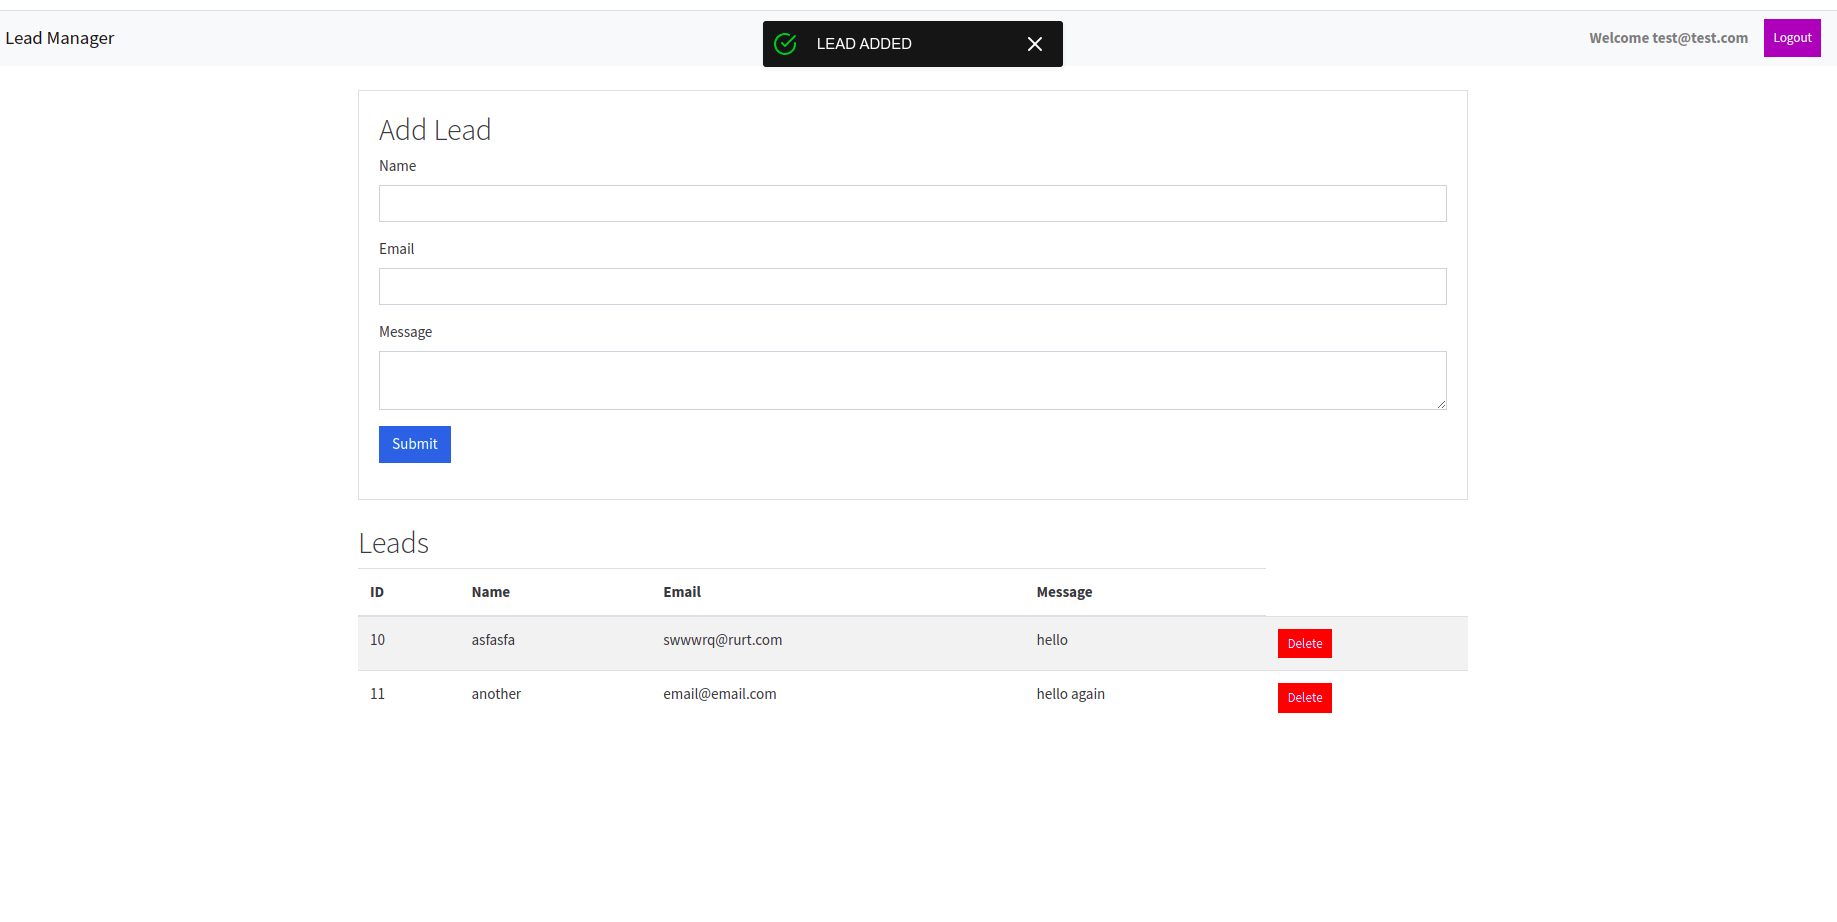 Lead Manager
LEAD ADDED
Welcome test@test.com
Logout
Add Lead
Name
Email
Message
Submit
Leads
ID Name Email Message
10 asfasfa swwwrq@rurt.com hello Delete
11 another email@email.com hello again Delete